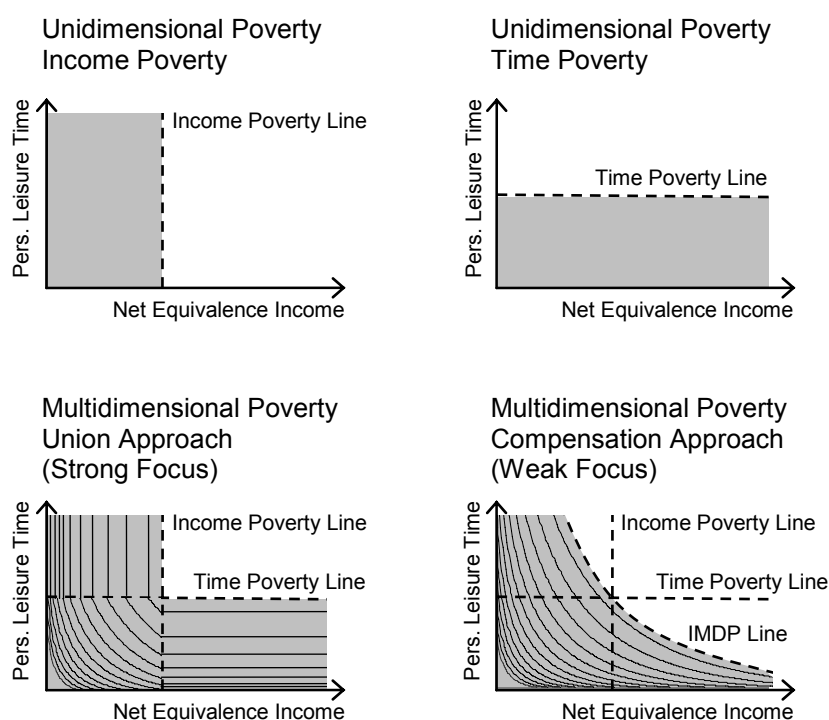 Unidimensional Poverty
Income Poverty
Pers. Leisure Time
Income Poverty Line
Net Equivalence Income
Unidimensional Poverty
Time Poverty
Pers. Leisure Time
Time Poverty Line
Net Equivalence Income
Multidimensional Poverty
Union Approach
(Strong Focus)
Pers. Leisure Time
Income Poverty Line
Time Poverty Line
Net Equivalence Income
Multidimensional Poverty
Compensation Approach
(Weak Focus)
Pers. Leisure Time
Income Poverty Line
Time Poverty Line
IMDP Line
Net Equivalence Income